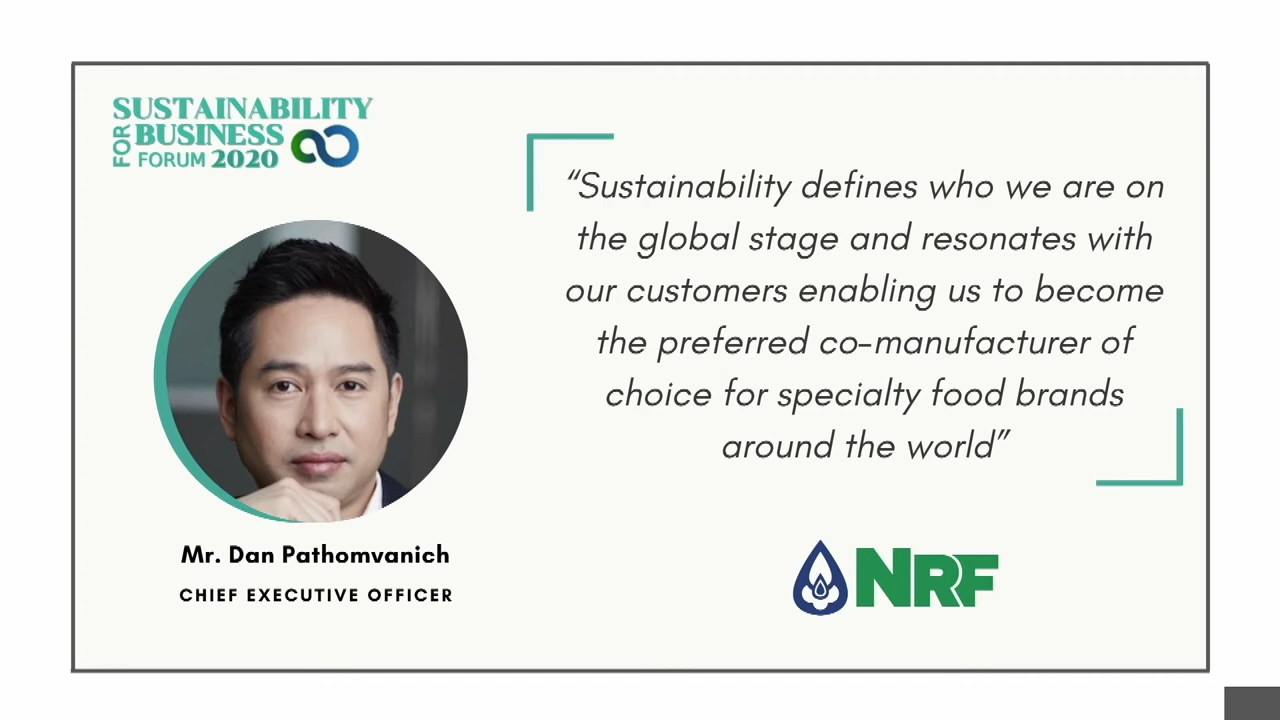 SUSTAINABILITY
FOR BUSINESS
FORUM 2020
“Sustainability defines who we are on
the global stage and resonates with
our customers enabling us to become
the preferred co-manufacturer of
choice for specialty food brands
around the world”
Mr. Dan Pathomvanich
CHIEF EXECUTIVE OFFICER
NRF